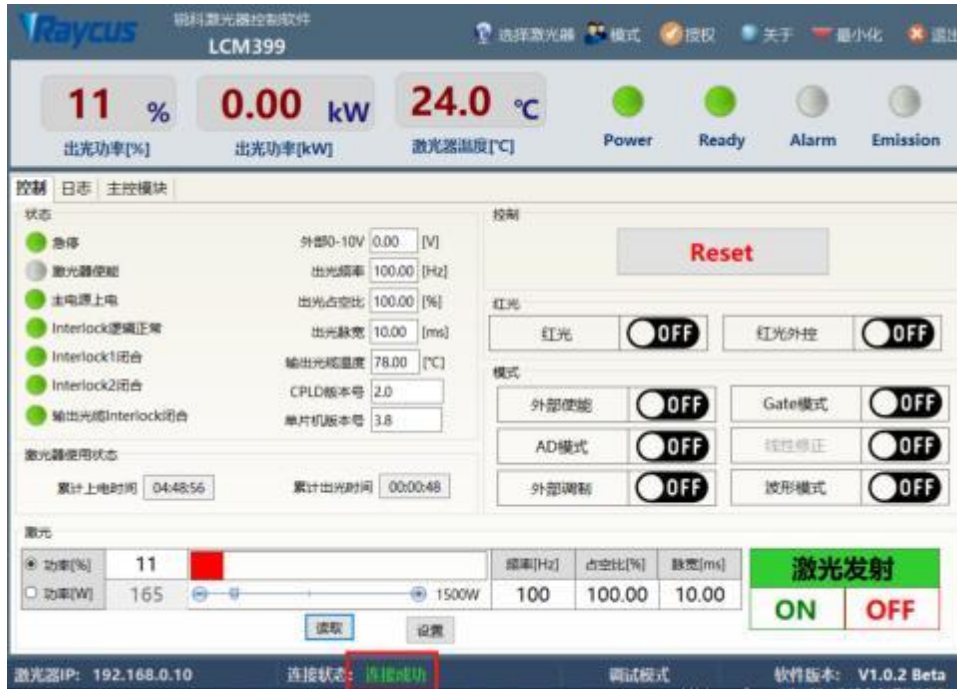 Raycus
锐科激光器控制软件
LCM399
选择激光器 模式 授权 关于 最小化 退出
11 % 0.00 kW 24.0 ℃
出光功率[%] 出光功率[kW] 激光器温度[℃] Power Ready Alarm Emission
控制 日志 主控模块
状态 控制
急停 外部0-10V 0.00 [V]
Reset
激光器使能 出光频率 100.00 [Hz]
主电源上电 出光占空比 100.00 [%] 红光
Interlock逻辑正常 出光脉宽 10.00 [ms] 红光 OFF 红光外控 OFF
Interlock1闭合 输出光缆温度 78.00 [℃] 模式
Interlock2闭合 CPLD版本号 2.0 外部使能 OFF Gate模式 OFF
输出光缆Interlock闭合 单片机版本号 3.8
AD模式 OFF 线性修正 OFF
激光器使用状态
累计上电时间 04:48:56 累计出光时间 00:00:48 外部调制 OFF 波形模式 OFF
激光
功率[%] 11 频率[Hz] 占空比[%] 脉宽[ms] 激光发射
功率[W] 165 1500W 100 100.00 10.00 ON OFF
读取 设置
激光器IP: 192.168.0.10 连接状态: 连接成功 调试模式 软件版本: V1.0.2 Beta